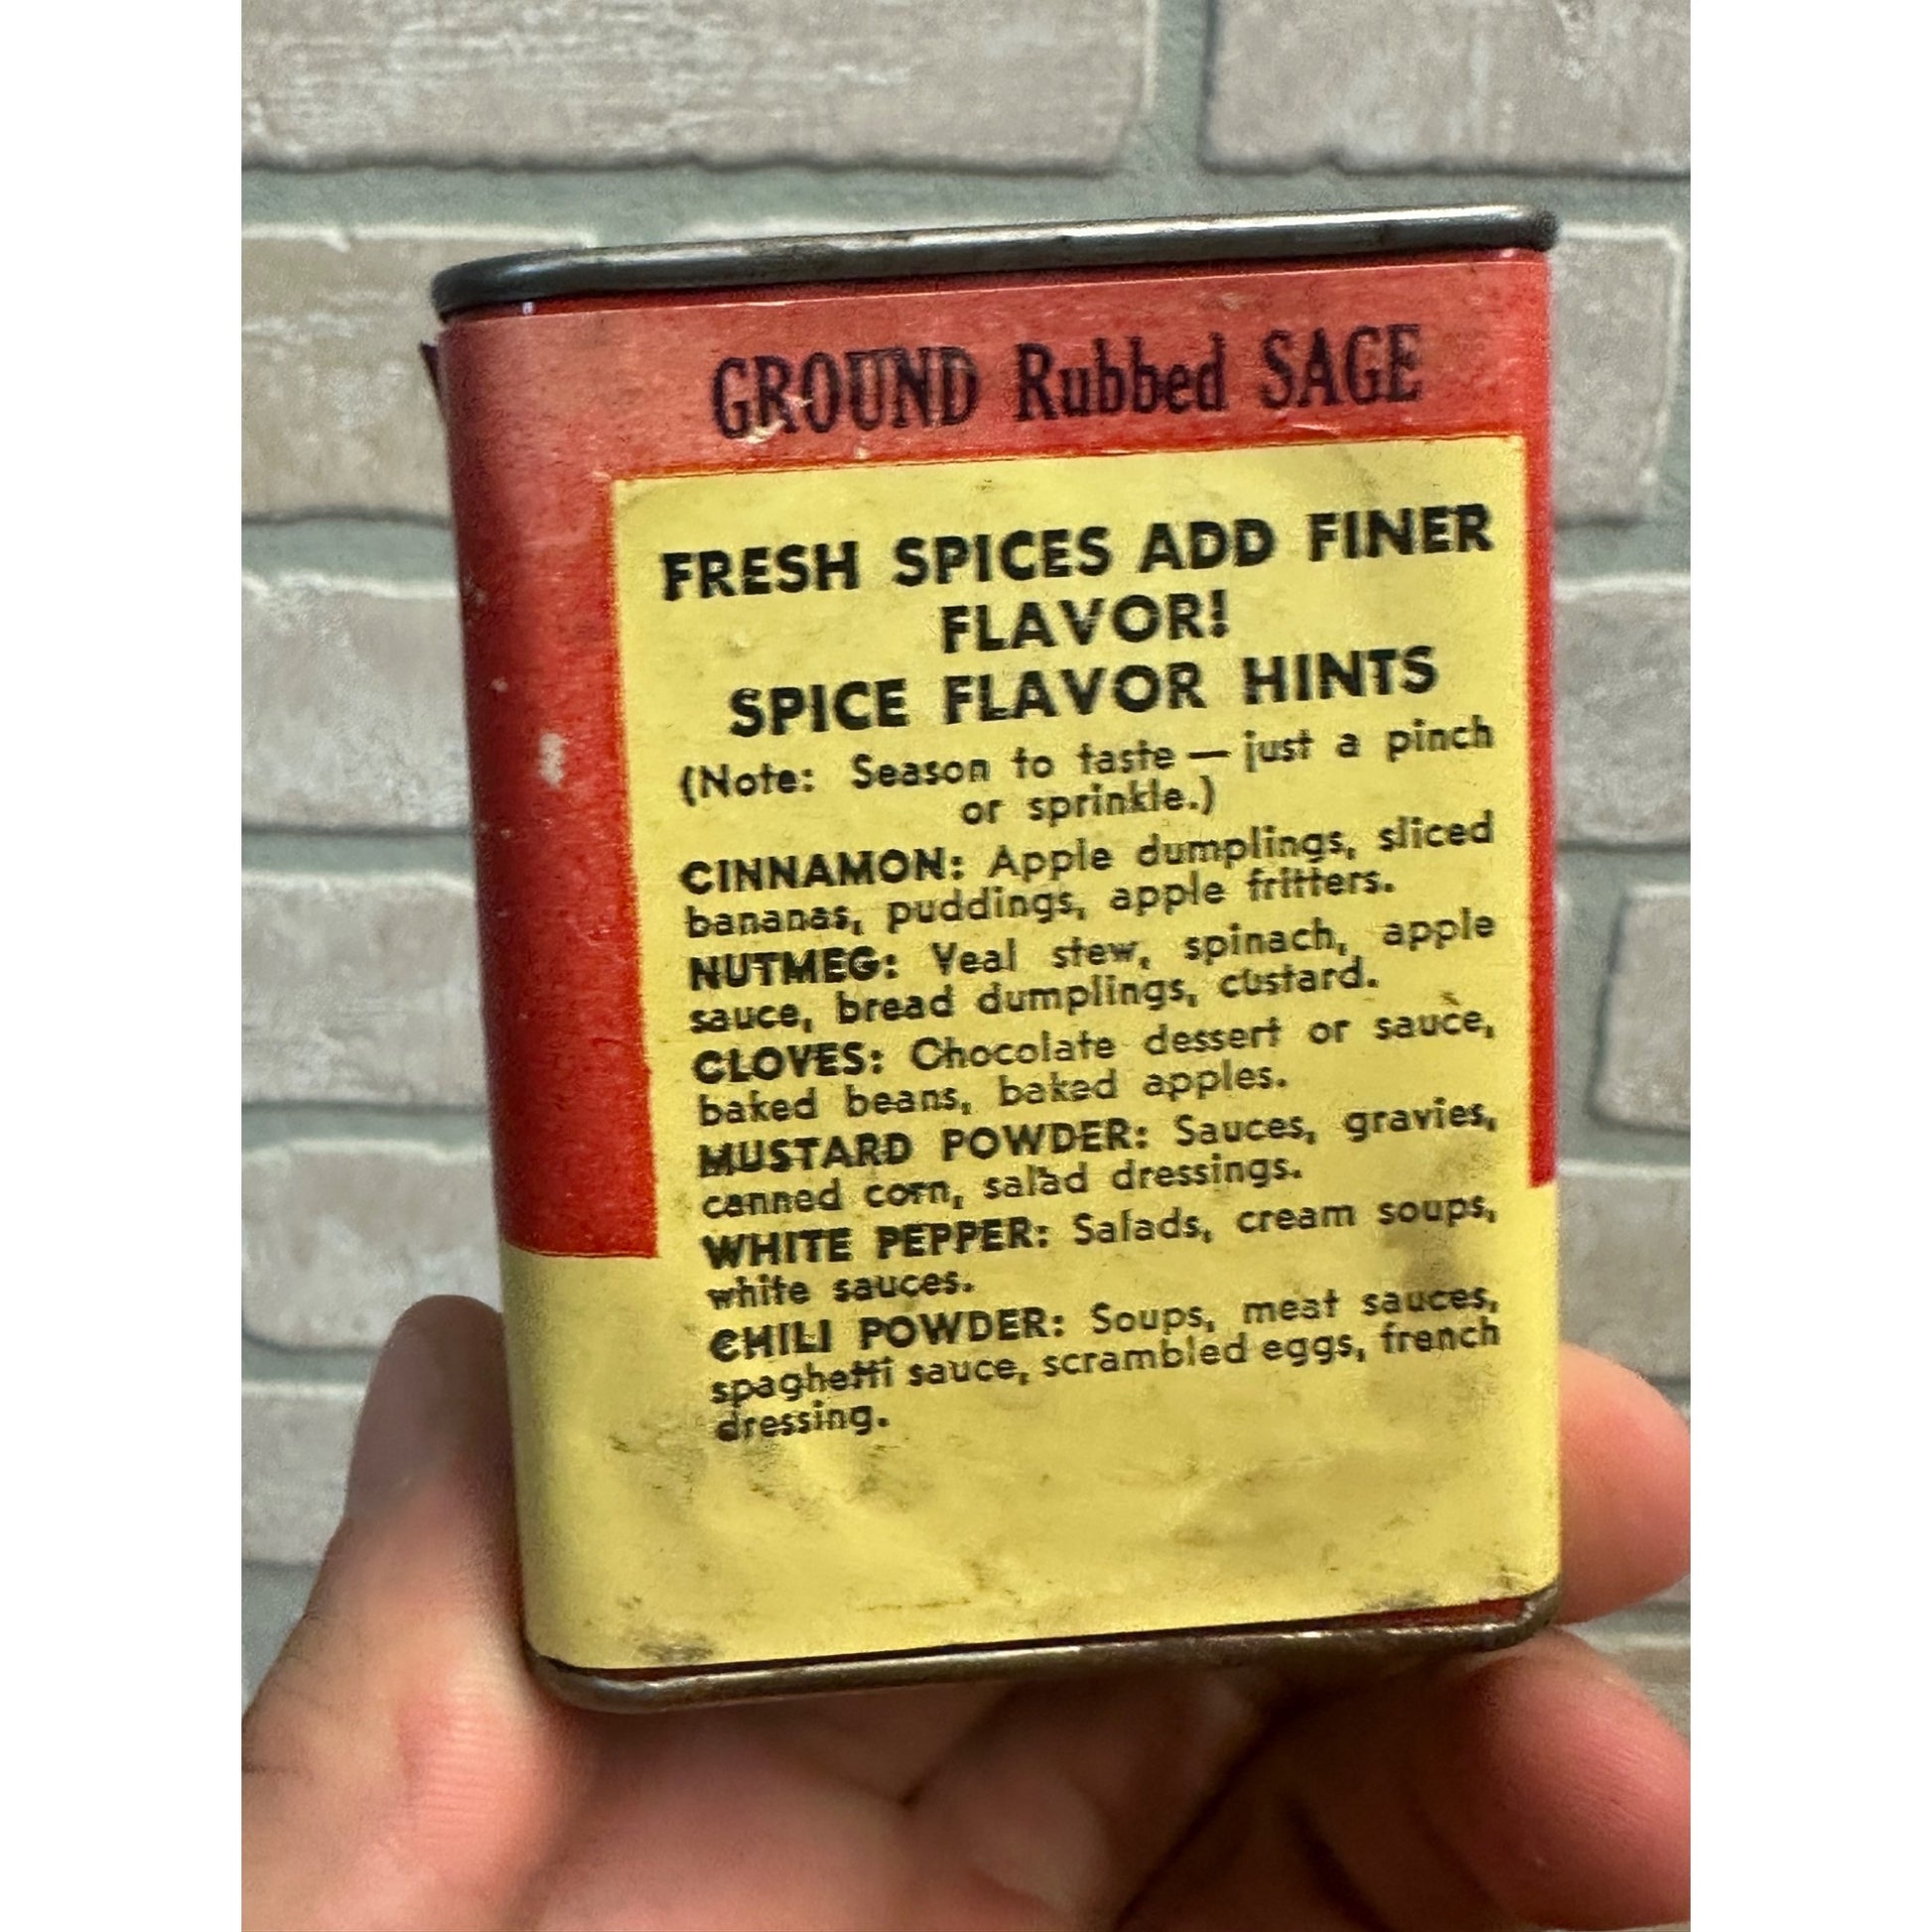 GROUND Rubbed SAGE
FRESH SPICES ADD FINER
FLAVOR!
SPICE FLAVOR HINTS
(Note: Season to taste — just a pinch
or sprinkle.)
CINNAMON: Apple dumplings, sliced
bananas, puddings, apple fritters.
NUTMEG: Veal stew, spinach, apple
sauce, bread dumplings, custard.
CLOVES: Chocolate dessert or sauce,
baked beans, baked apples.
MUSTARD POWDER: Sauces, gravies,
canned corn, salad dressings.
WHITE PEPPER: Salads, cream soups,
white sauces.
CHILI POWDER: Soups, meat sauces,
spaghetti sauce, scrambled eggs, french
dressing.